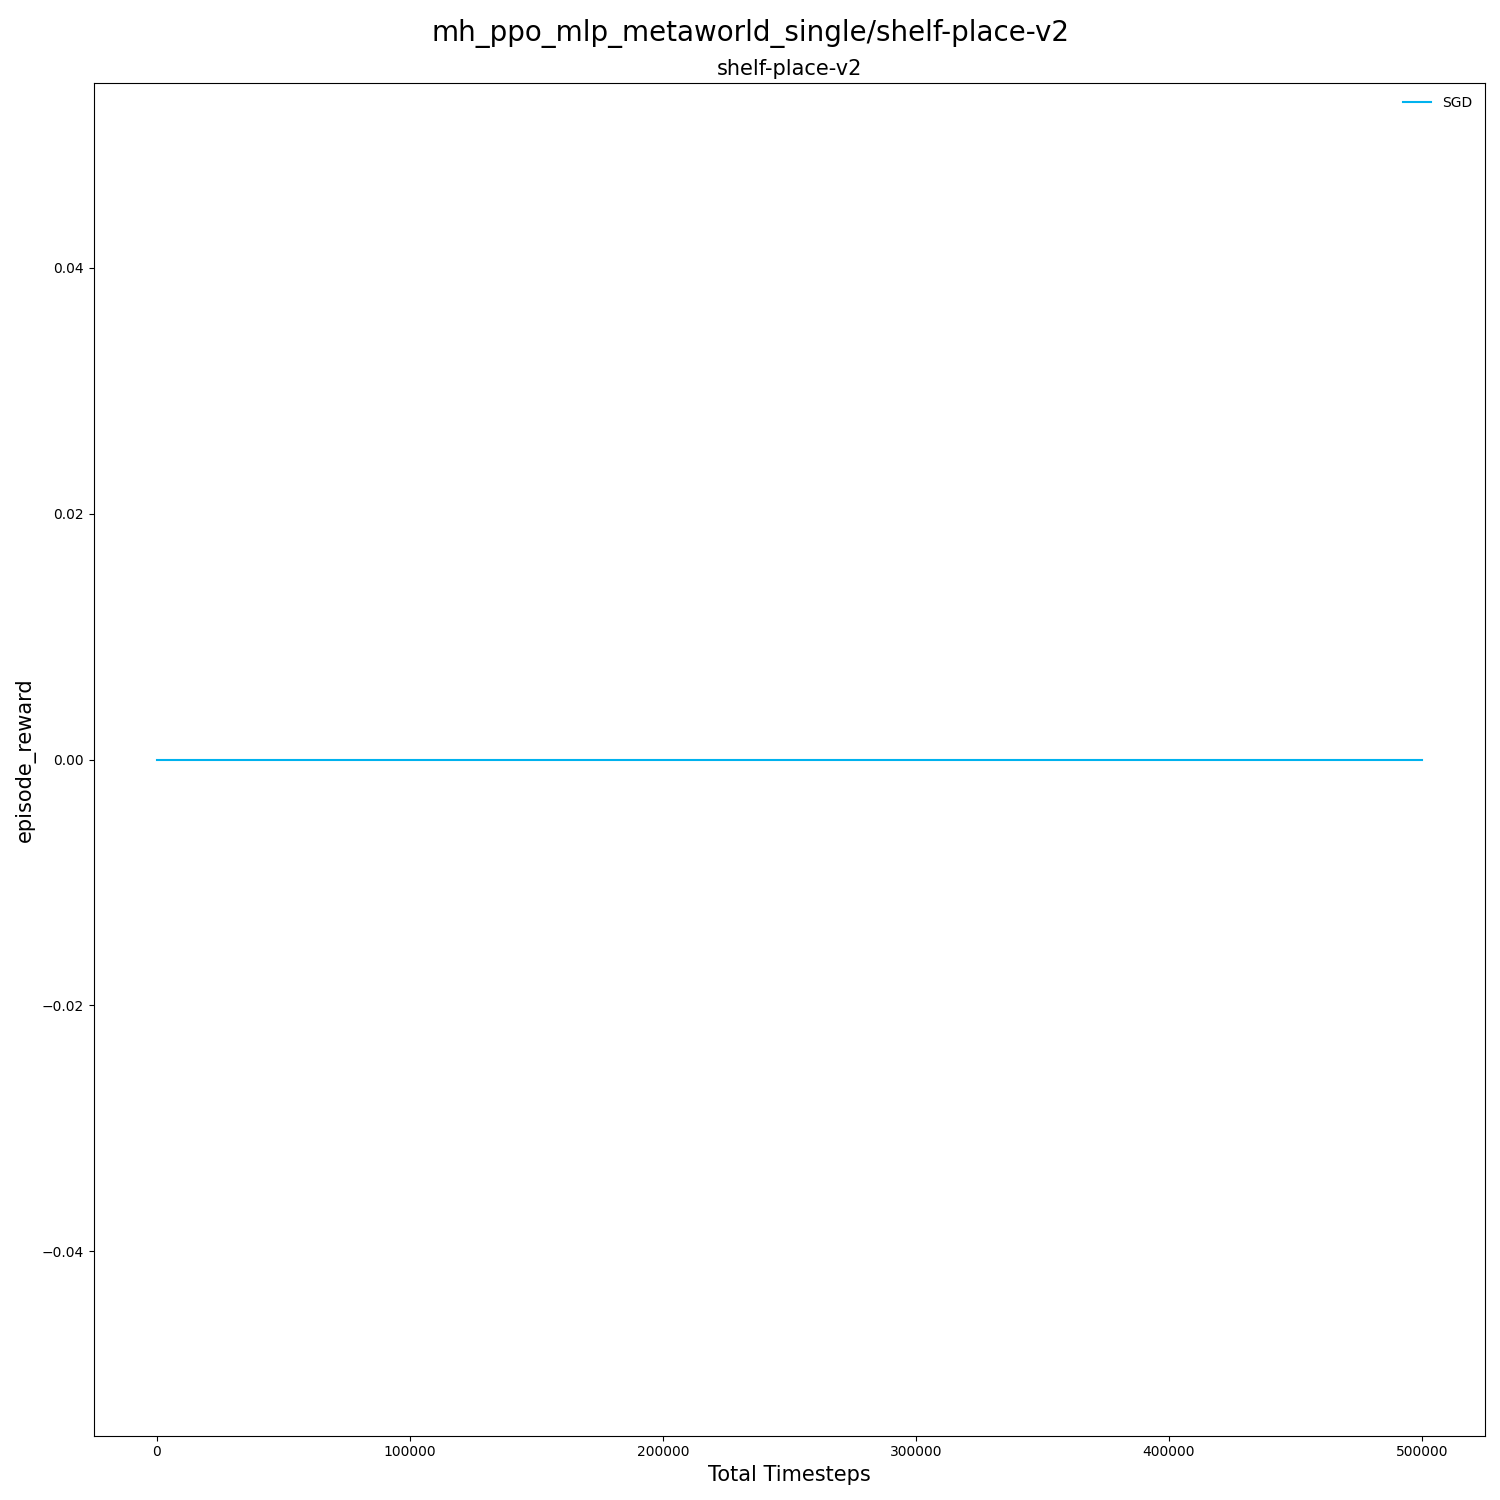 mh_ppo_mlp_metaworld_single/shelf-place-v2
shelf-place-v2
SGD
0.04
0.02
0.00
−0.02
−0.04
episode_reward
0 100000 200000 300000 400000 500000
Total Timesteps